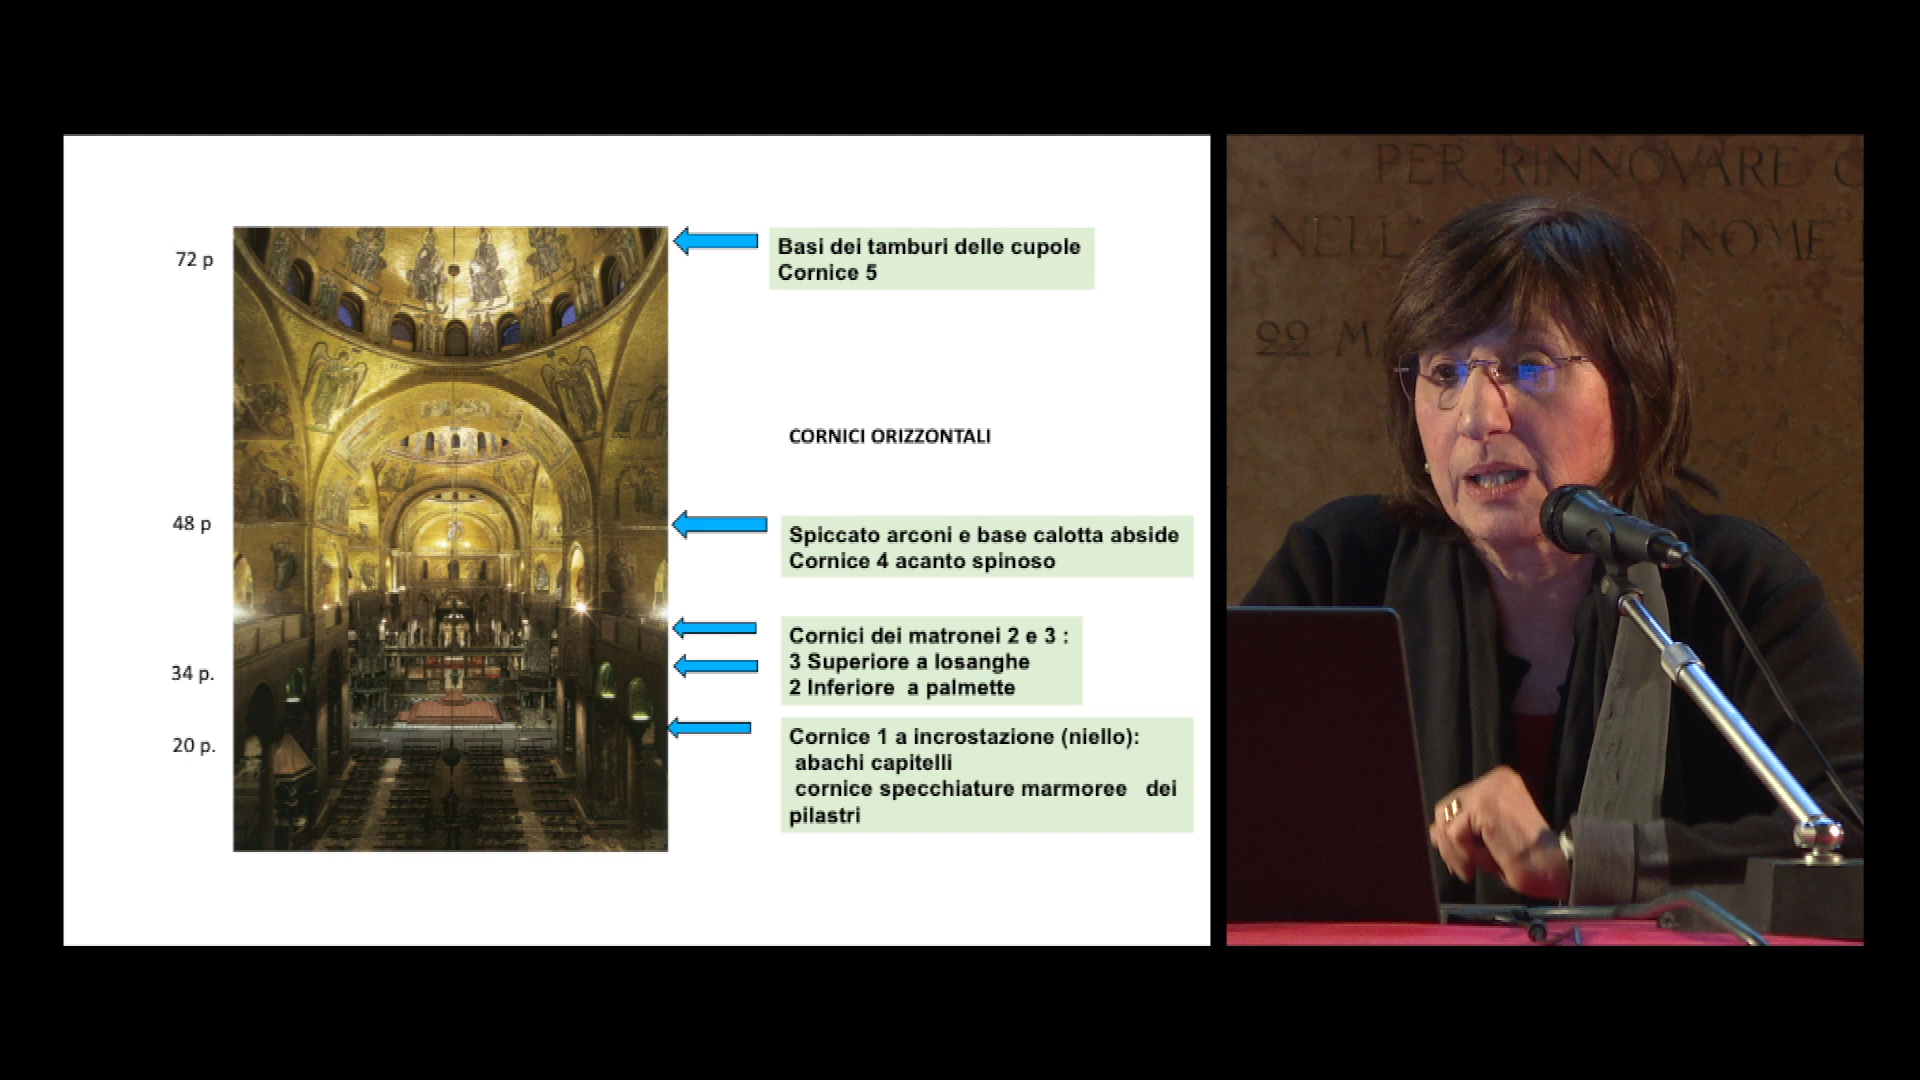 72 p
Basi dei tamburi delle cupole
Cornice 5
CORNICI ORIZZONTALI
48 p
Spiccato arconi e base calotta abside
Cornice 4 acanto spinoso
Cornici dei matronei 2 e 3 :
3 Superiore a losanghe
2 Inferiore a palmette
34 p.
20 p.
Cornice 1 a incrostazione (niello):
abachi capitelli
cornice specchiature marmoree dei
pilastri
PER RINNOVARE
NOME
22 M